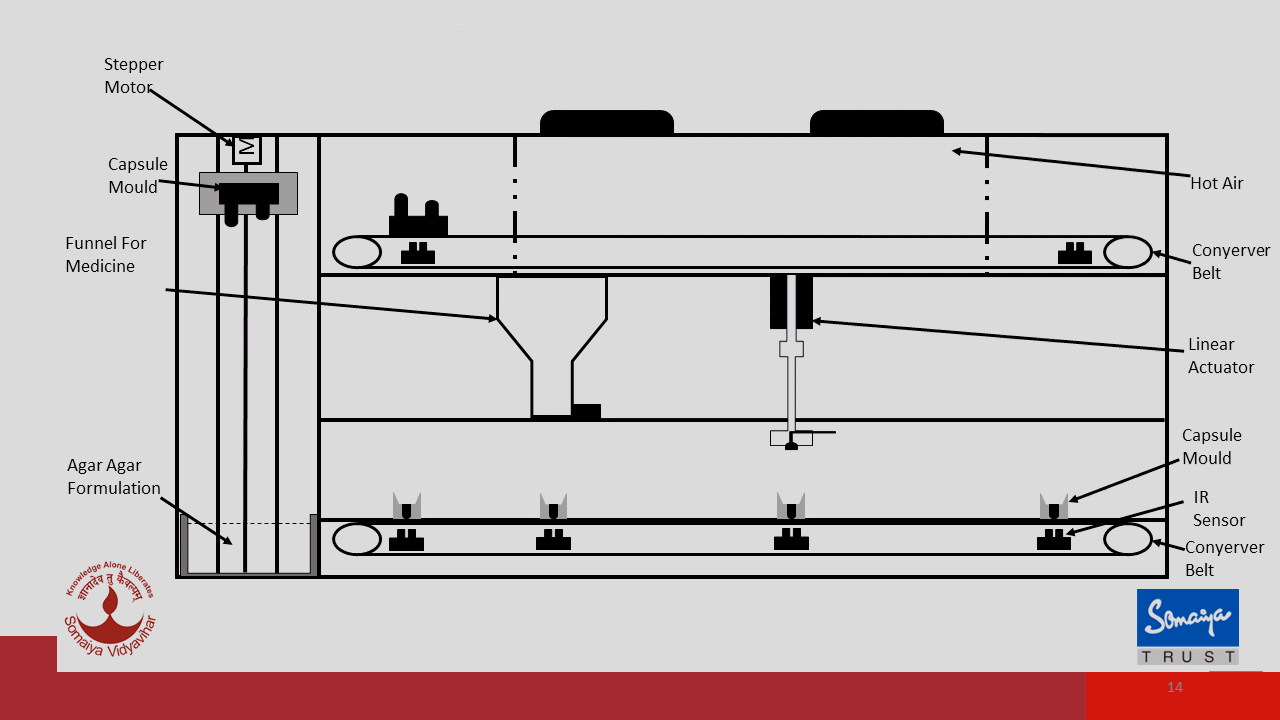 Stepper
Motor
M
Capsule
Mould
Hot Air
Funnel For
Medicine
Conyerver
Belt
Linear
Actuator
Capsule
Mould
Agar Agar
Formulation
IR
Sensor
Conyerver
Belt
Knowledge Alone Liberates
ज्ञानादेव तु कैवल्यम्
Somaiya Vidyavihar
Somaiya
TRUST
14